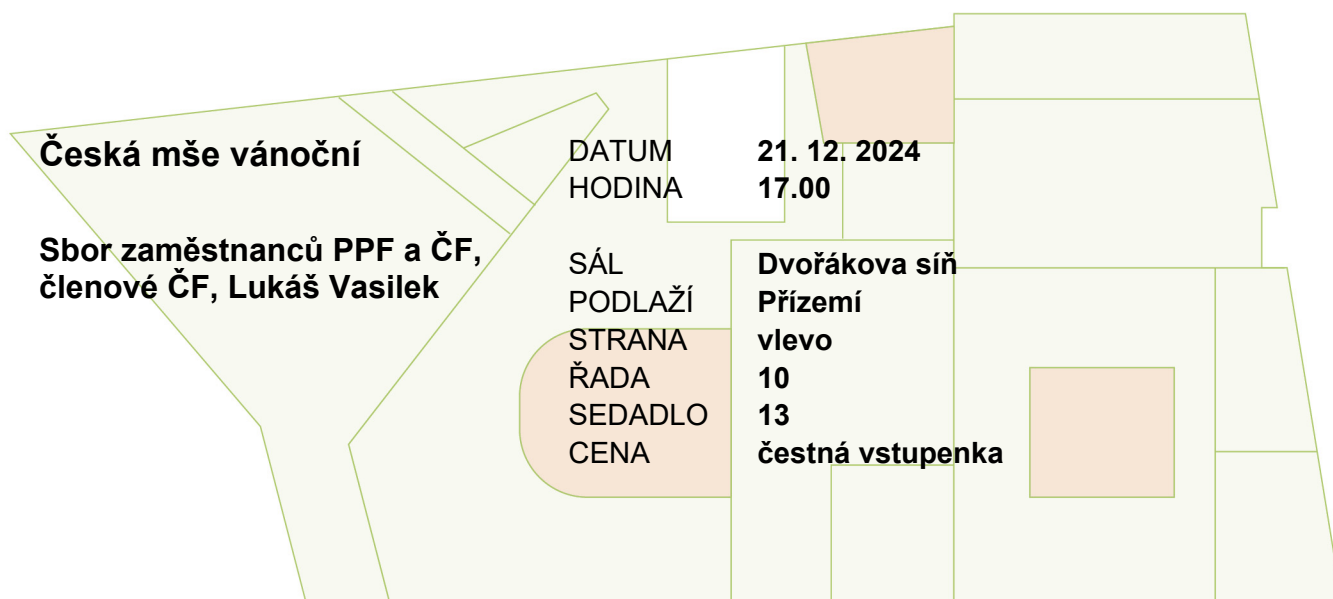 Česká mše vánoční
Sbor zaměstnanců PPF a ČF,
členové ČF, Lukáš Vasilek
DATUM 21. 12. 2024
HODINA 17.00
SÁL Dvořákova síň
PODLAŽÍ Přízemí
STRANA vlevo
ŘADA 10
SEDADLO 13
CENA čestná vstupenka